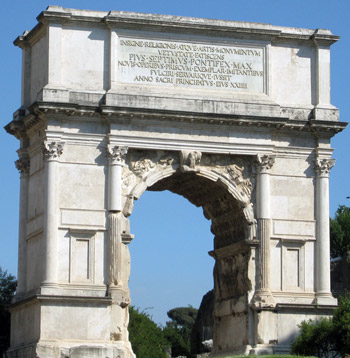 INSIGNE · RELIGIONIS · ATQVE · ARTIS · MONVMENTVM
VETVSTATE · FATISCENS
PIVS · SEPTIMVS · PONTIFEX · MAX
NOVIS · OPERIBVS · PRISCVM · EXEMPLAR · IMITANTIBVS
FVLCIRI · SERVARIQVE · IVSSIT
ANNO · SACRI · PRINCIPATVS · EIVS · XXIIII